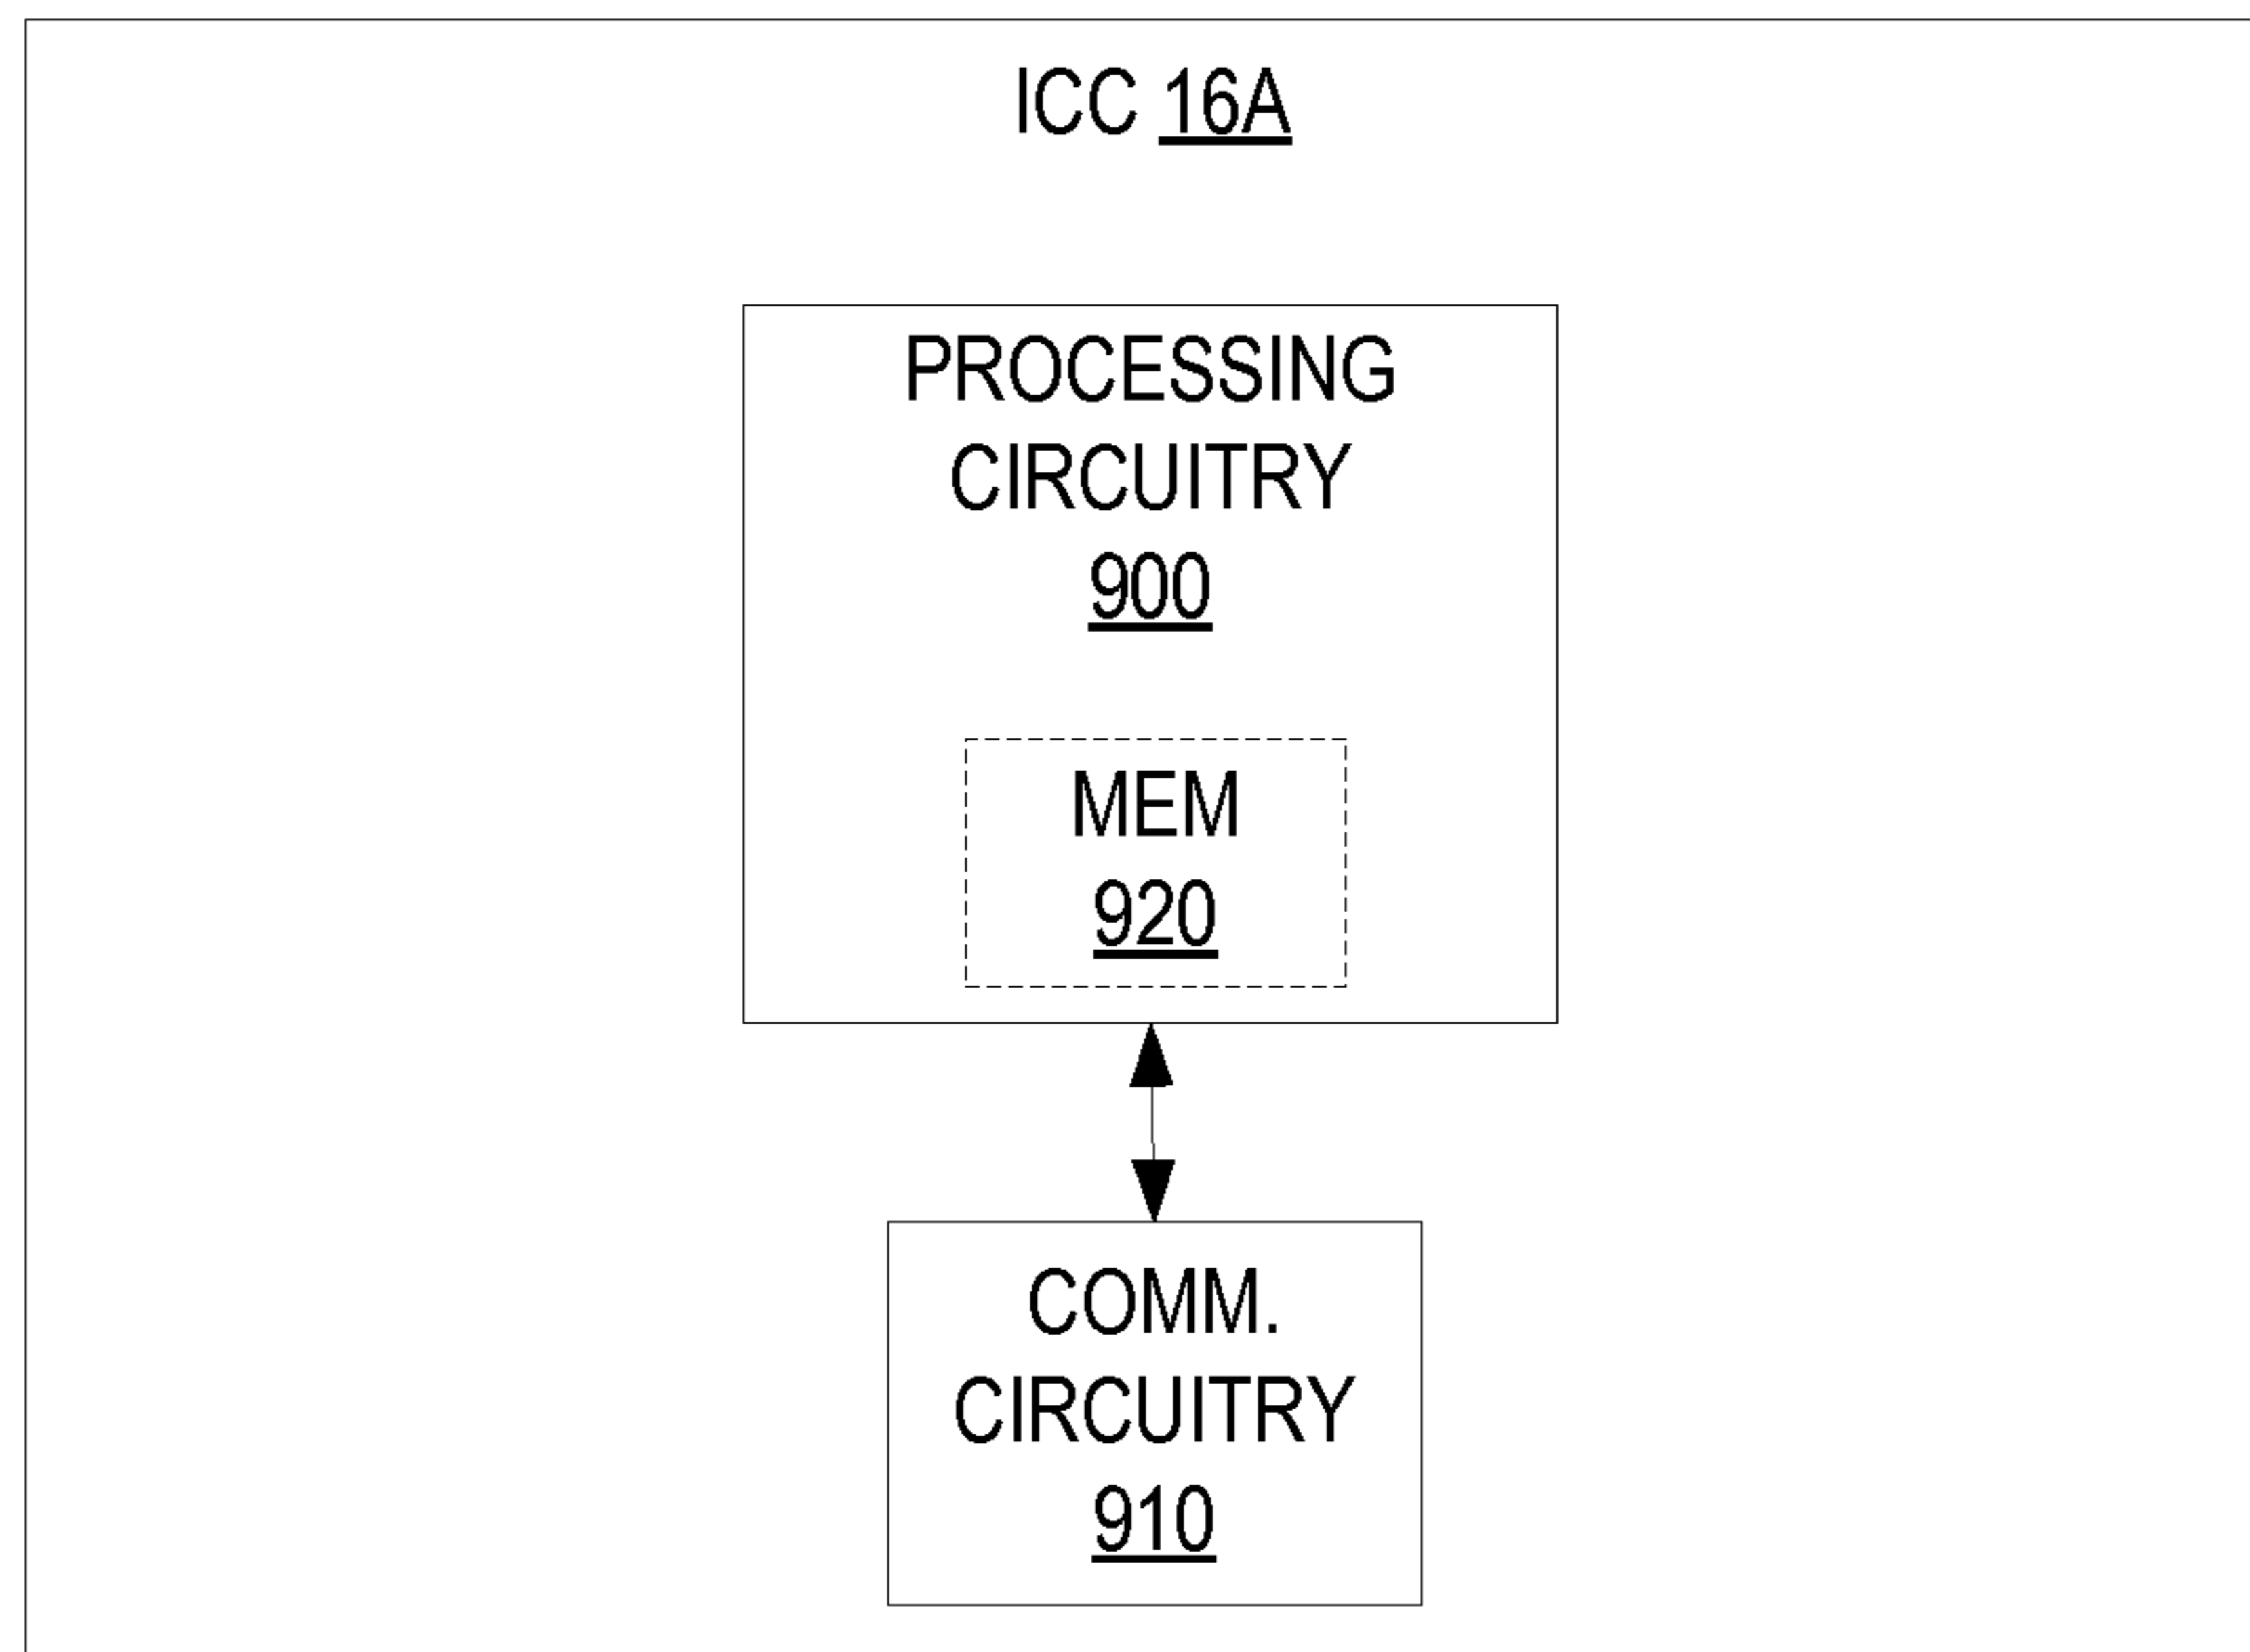 ICC 16A
PROCESSING
CIRCUITRY
900
MEM
920
COMM.
CIRCUITRY
910